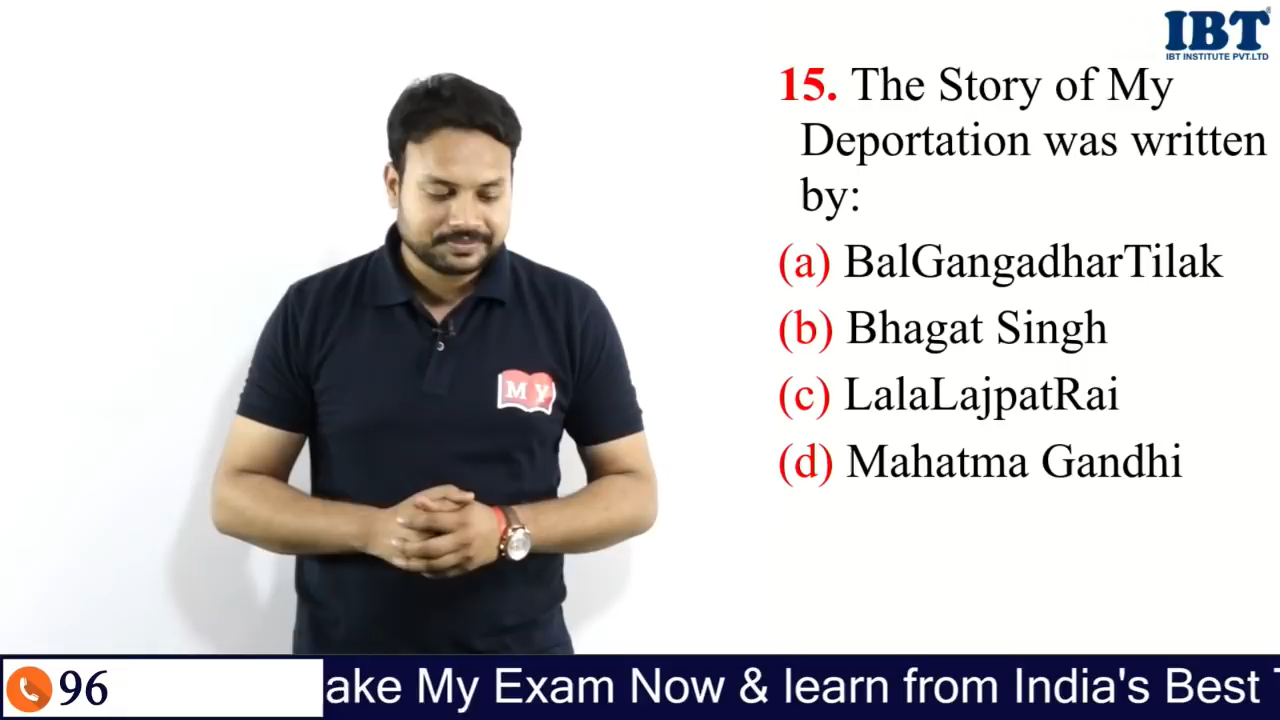 IBT
IBT INSTITUTE PVT.LTD
15. The Story of My
Deportation was written
by:
(a) BalGangadharTilak
(b) Bhagat Singh
(c) LalaLajpatRai
(d) Mahatma Gandhi
M y
96
ake My Exam Now & learn from India's Best T